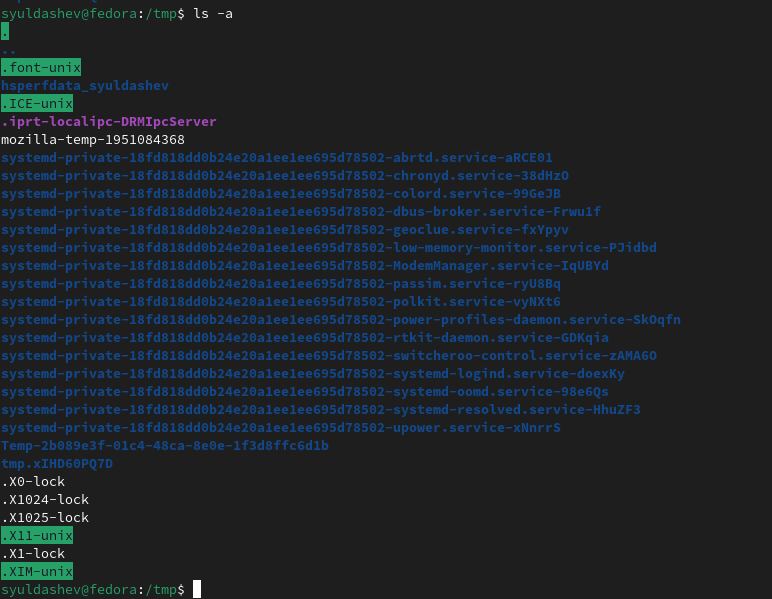 syuldashev@fedora:/tmp$ ls -a
.
..
.font-unix
hsperfdata_syuldashev
.ICE-unix
.iprt-localipc-DRMIpcServer
mozilla-temp-1951084368
systemd-private-18fd818dd0b24e20a1ee1ee695d78502-abrtd.service-aRCE01
systemd-private-18fd818dd0b24e20a1ee1ee695d78502-chronyd.service-38dHzO
systemd-private-18fd818dd0b24e20a1ee1ee695d78502-colord.service-99GeJB
systemd-private-18fd818dd0b24e20a1ee1ee695d78502-dbus-broker.service-Frwu1f
systemd-private-18fd818dd0b24e20a1ee1ee695d78502-geoclue.service-fxYpyv
systemd-private-18fd818dd0b24e20a1ee1ee695d78502-low-memory-monitor.service-PJidbd
systemd-private-18fd818dd0b24e20a1ee1ee695d78502-ModemManager.service-IqUBYd
systemd-private-18fd818dd0b24e20a1ee1ee695d78502-passim.service-ryU8Bq
systemd-private-18fd818dd0b24e20a1ee1ee695d78502-polkit.service-vyNXt6
systemd-private-18fd818dd0b24e20a1ee1ee695d78502-power-profiles-daemon.service-SkOqfn
systemd-private-18fd818dd0b24e20a1ee1ee695d78502-rtkit-daemon.service-GDKqia
systemd-private-18fd818dd0b24e20a1ee1ee695d78502-switcheroo-control.service-zAMA6O
systemd-private-18fd818dd0b24e20a1ee1ee695d78502-systemd-logind.service-doexKy
systemd-private-18fd818dd0b24e20a1ee1ee695d78502-systemd-oomd.service-98e6Qs
systemd-private-18fd818dd0b24e20a1ee1ee695d78502-systemd-resolved.service-HhuZF3
systemd-private-18fd818dd0b24e20a1ee1ee695d78502-upower.service-xNnrrS
Temp-2b089e3f-01c4-48ca-8e0e-1f3d8ffc6d1b
tmp.xIHD60PQ7D
.X0-lock
.X1024-lock
.X1025-lock
.X11-unix
.X1-lock
.XIM-unix
syuldashev@fedora:/tmp$